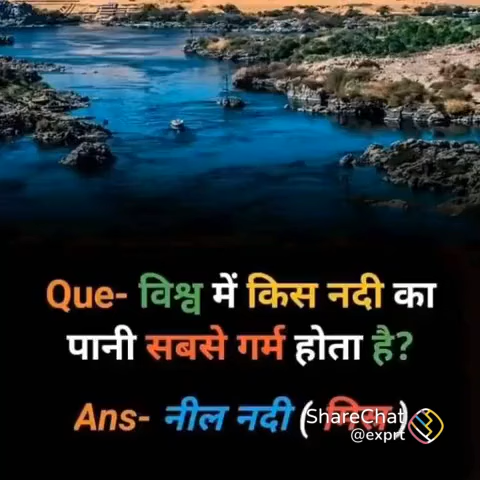 Que- विश्व में किस नदी का
पानी सबसे गर्म होता है?
Ans- नील नदी ( मिस्र )
ShareChat
@exprt